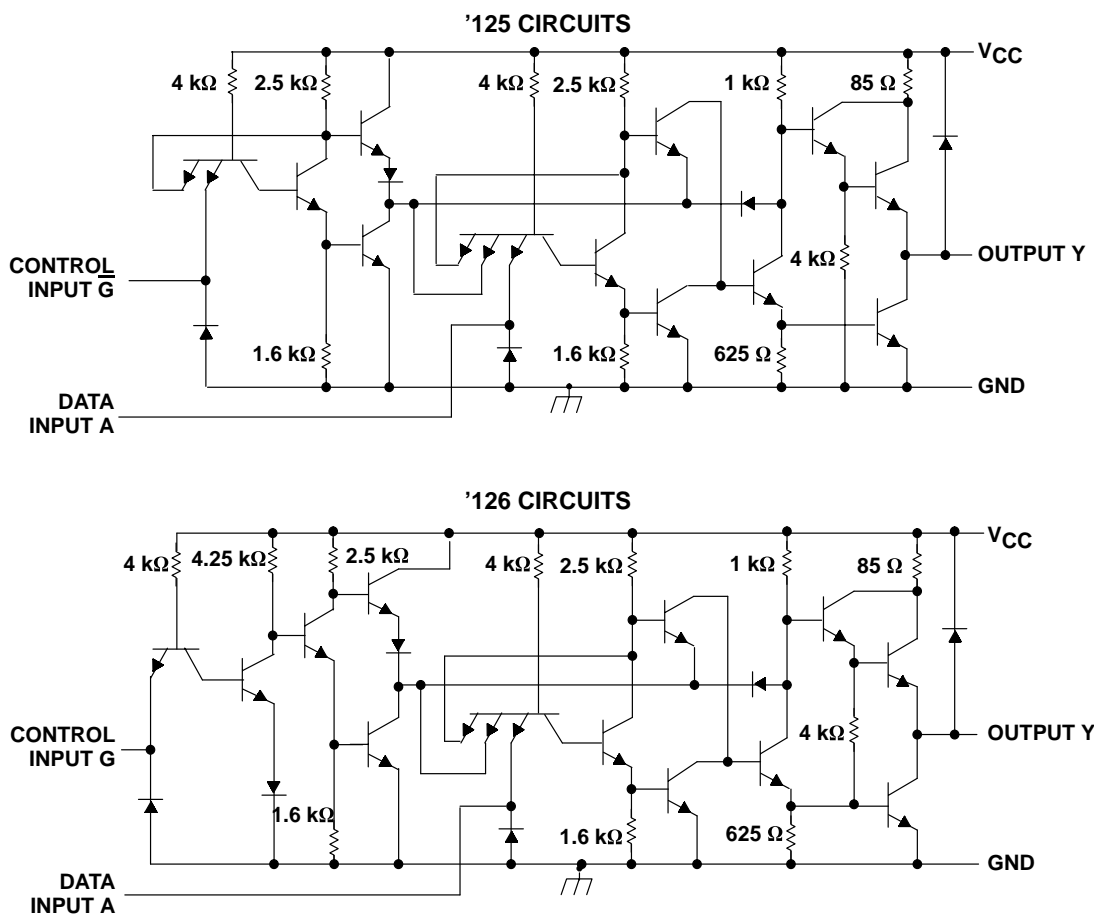 '125 CIRCUITS
VCC
4 kΩ
2.5 kΩ
4 kΩ
2.5 kΩ
1 kΩ
85 Ω
CONTROL
INPUT G̅
4 kΩ
OUTPUT Y
1.6 kΩ
1.6 kΩ
625 Ω
GND
DATA
INPUT A
'126 CIRCUITS
VCC
4 kΩ
4.25 kΩ
2.5 kΩ
4 kΩ
2.5 kΩ
1 kΩ
85 Ω
CONTROL
INPUT G
4 kΩ
OUTPUT Y
1.6 kΩ
1.6 kΩ
625 Ω
GND
DATA
INPUT A